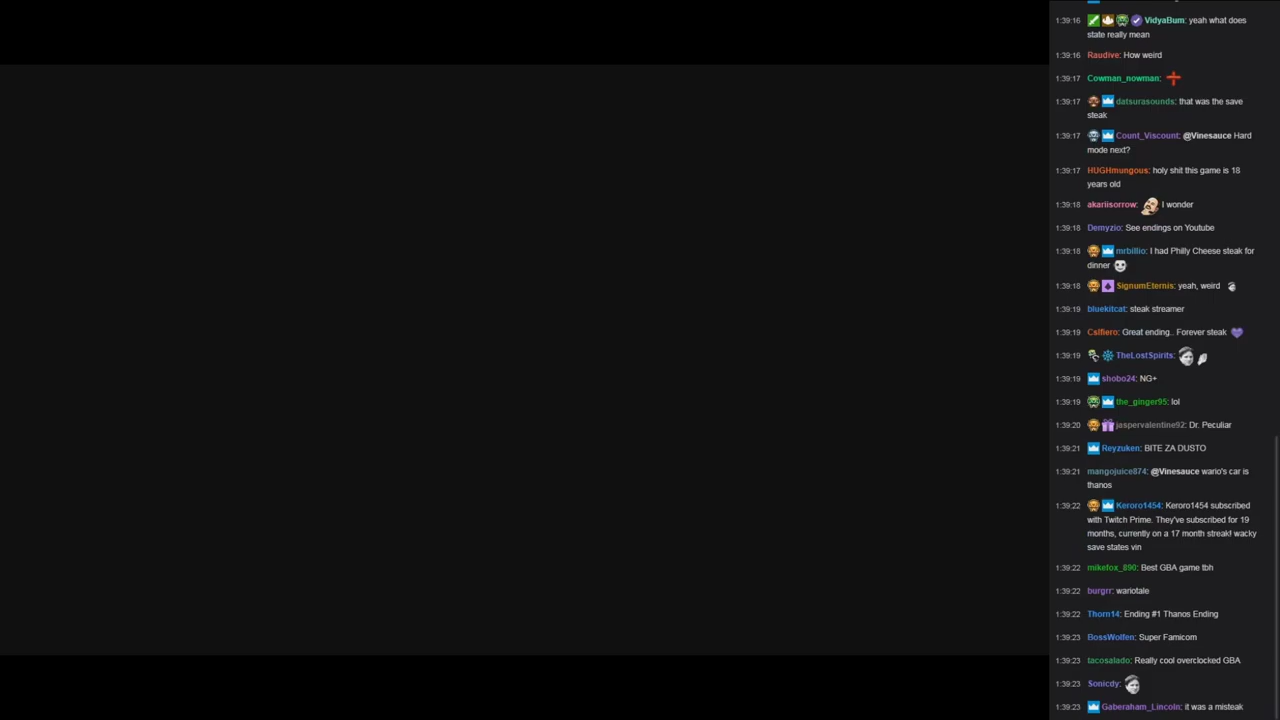 1:39:16 VidyaBum: yeah what does
state really mean
1:39:16 Raudive: How weird
1:39:17 Cowman_nowman:
1:39:17 datsurasounds: that was the save
steak
1:39:17 Count_Viscount: @Vinesauce Hard
mode next?
1:39:17 HUGHmungous: holy shit this game is 18
years old
1:39:18 akariisorrow: I wonder
1:39:18 Demyzio: See endings on Youtube
1:39:18 mrbillio: I had Philly Cheese steak for
dinner
1:39:18 SignumEternis: yeah, weird
1:39:19 bluekitcat: steak streamer
1:39:19 Cslfiero: Great ending.. Forever steak
1:39:19 TheLostSpirits:
1:39:19 shobo24: NG+
1:39:19 the_ginger95: lol
1:39:20 jaspervalentine92: Dr. Peculiar
1:39:21 Reyzuken: BITE ZA DUSTO
1:39:21 mangojuice874: @Vinesauce wario's car is
thanos
1:39:22 Keroro1454: Keroro1454 subscribed
with Twitch Prime. They've subscribed for 19
months, currently on a 17 month streak! wacky
save states vin
1:39:22 mikefox_890: Best GBA game tbh
1:39:22 burgrr: wariotale
1:39:22 Thorn14: Ending #1 Thanos Ending
1:39:23 BossWolfen: Super Famicom
1:39:23 tacosalado: Really cool overclocked GBA
1:39:23 Sonicdy:
1:39:23 Gaberaham_Lincoln: it was a misteak